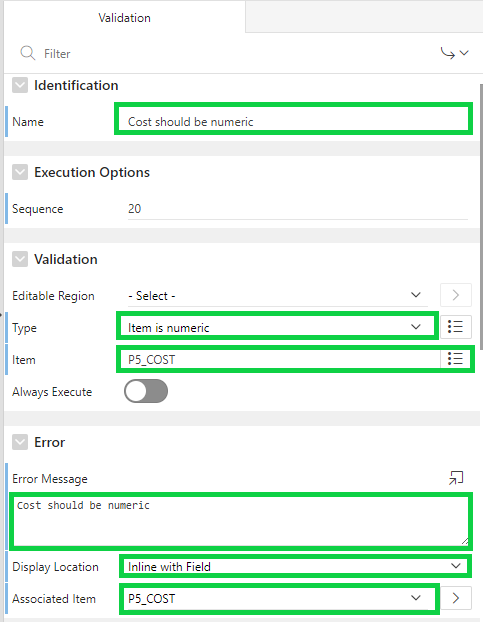 Validation
Filter
Identification
Name Cost should be numeric
Execution Options
Sequence 20
Validation
Editable Region - Select -
Type Item is numeric
Item P5_COST
Always Execute
Error
Error Message
Cost should be numeric
Display Location Inline with Field
Associated Item P5_COST